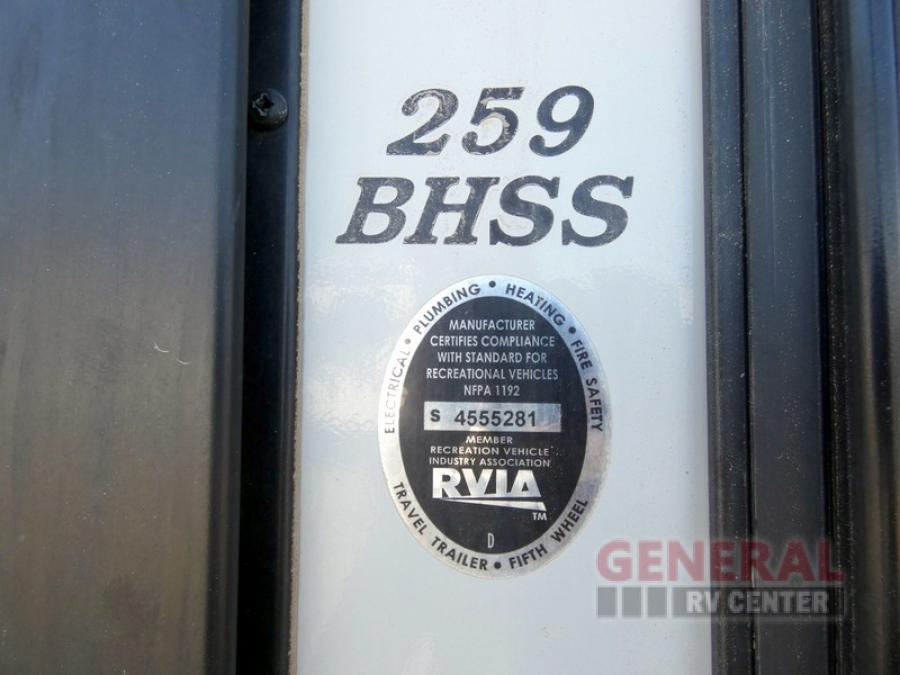 259
BHSS
ELECTRICAL • PLUMBING • HEATING • FIRE SAFETY
MANUFACTURER
CERTIFIES COMPLIANCE
WITH STANDARD FOR
RECREATIONAL VEHICLES
NFPA 1192
S 4555281
MEMBER
RECREATION VEHICLE
INDUSTRY ASSOCIATION
RVIA
TM
D
TRAVEL TRAILER • FIFTH WHEEL
GENERAL
RV CENTER